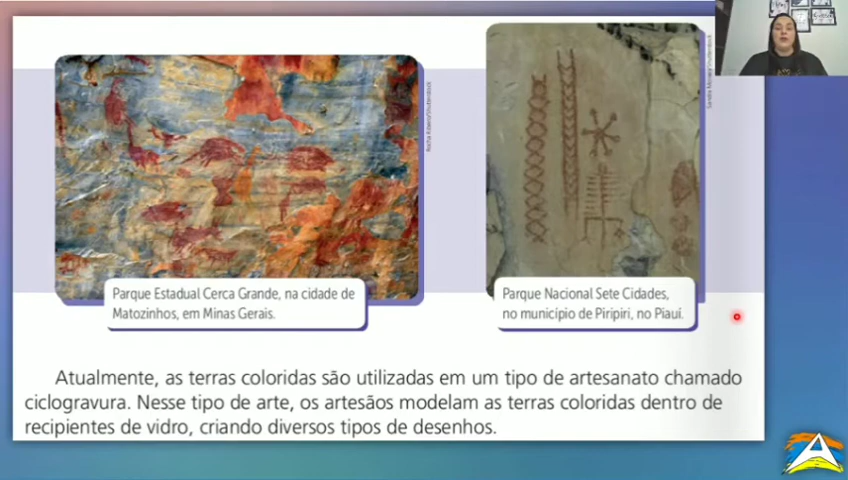 Parque Estadual Cerca Grande, na cidade de
Matozinhos, em Minas Gerais.
Parque Nacional Sete Cidades,
no município de Piripiri, no Piauí.
Atualmente, as terras coloridas são utilizadas em um tipo de artesanato chamado
ciclogravura. Nesse tipo de arte, os artesãos modelam as terras coloridas dentro de
recipientes de vidro, criando diversos tipos de desenhos.